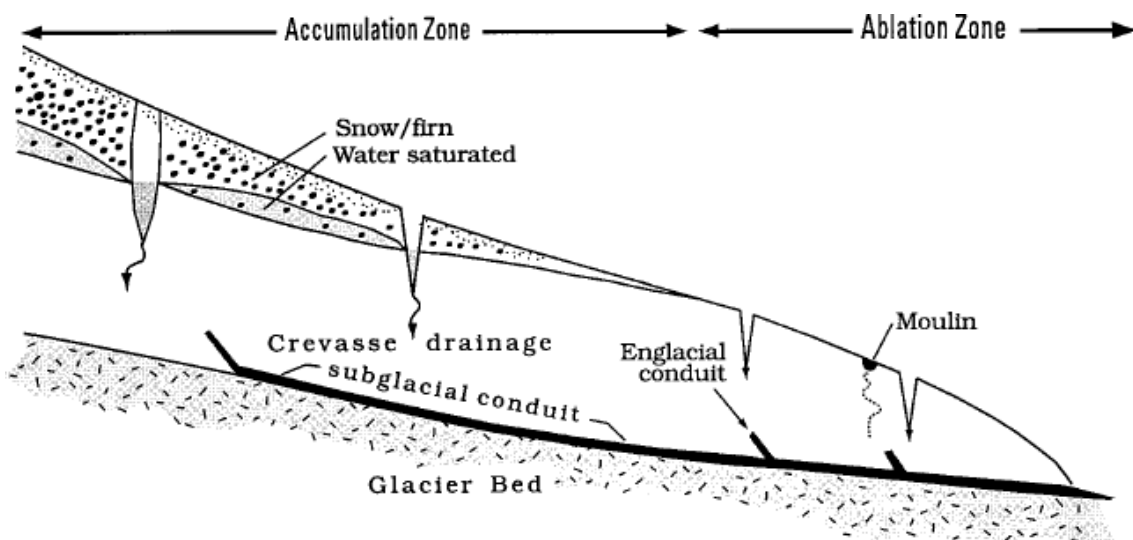 Accumulation Zone
Ablation Zone
Snow/firn
Water saturated
Moulin
Englacial
conduit
Crevasse drainage
subglacial conduit
Glacier Bed